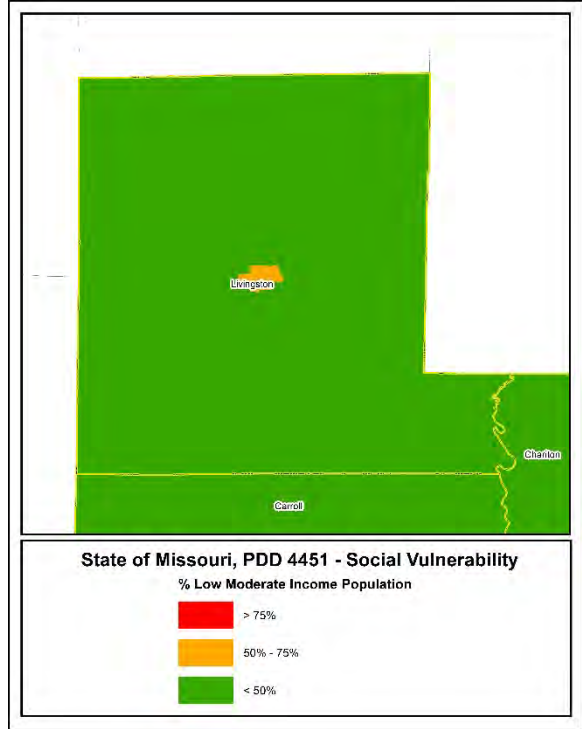 Livingston
Chariton
Carroll
State of Missouri, PDD 4451 - Social Vulnerability
% Low Moderate Income Population
> 75%
50% - 75%
< 50%